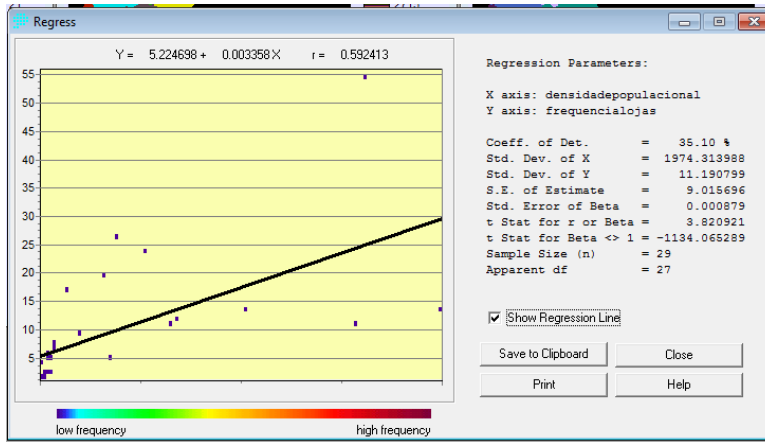 Regress
Y = 5.224698 + 0.003358 X r = 0.592413
55
50
45
40
35
30
25
20
15
10
5
low frequency high frequency
Regression Parameters:
X axis: densidadepopulacional
Y axis: frequencialojas
Coeff. of Det. = 35.10 %
Std. Dev. of X = 1974.313988
Std. Dev. of Y = 11.190799
S.E. of Estimate = 9.015696
Std. Error of Beta = 0.000879
t Stat for r or Beta = 3.820921
t Stat for Beta <> 1 = -1134.065289
Sample Size (n) = 29
Apparent df = 27
Show Regression Line
Save to Clipboard Close
Print Help